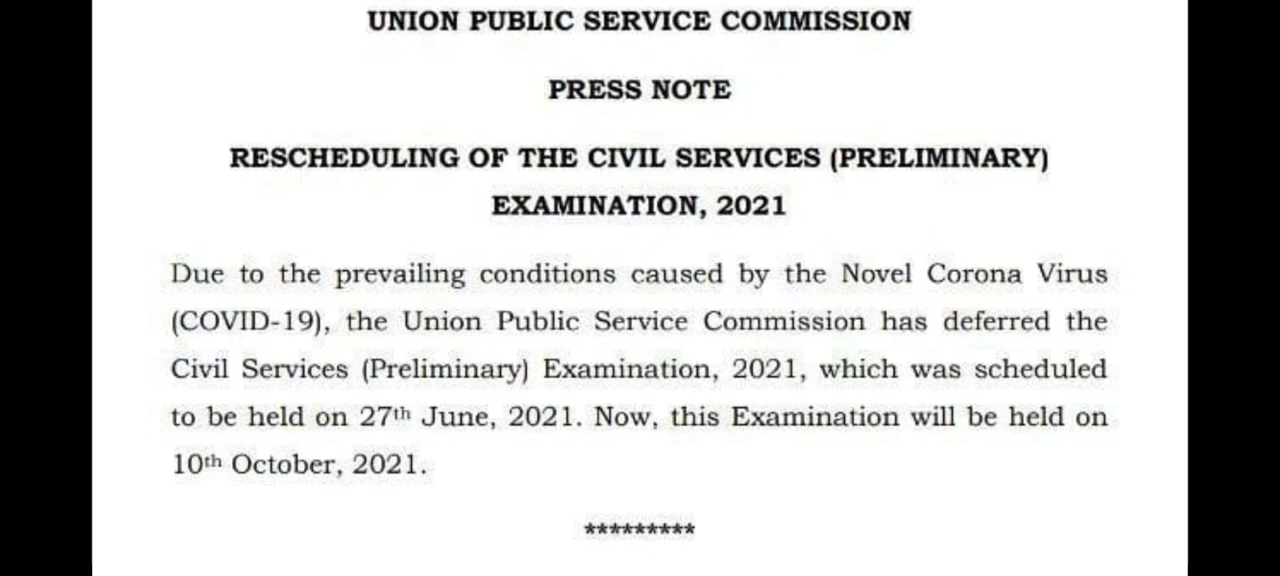 UNION PUBLIC SERVICE COMMISSION
PRESS NOTE
RESCHEDULING OF THE CIVIL SERVICES (PRELIMINARY)
EXAMINATION, 2021
Due to the prevailing conditions caused by the Novel Corona Virus
(COVID-19), the Union Public Service Commission has deferred the
Civil Services (Preliminary) Examination, 2021, which was scheduled
to be held on 27th June, 2021. Now, this Examination will be held on
10th October, 2021.
*********